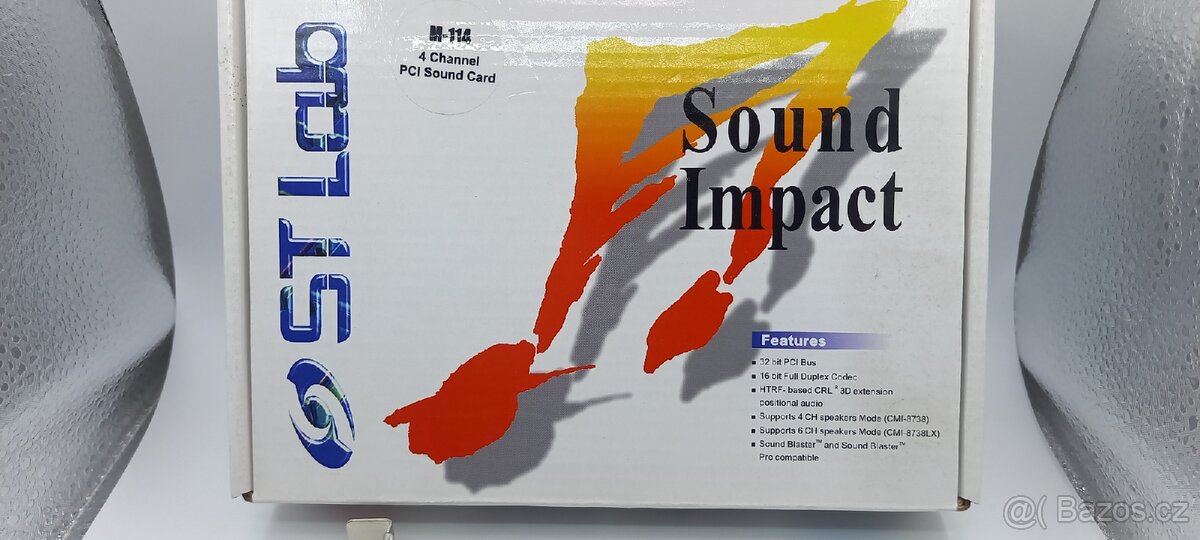 ST Lab
M-114
4 Channel
PCI Sound Card
Sound
Impact
Features
▪ 32 bit PCI Bus
▪ 16 bit Full Duplex Codec
▪ HTRF- based CRL® 3D extension
positional audio
▪ Supports 4 CH speakers Mode (CMI-8738)
▪ Supports 6 CH speakers Mode (CMI-8738LX)
▪ Sound Blaster™ and Sound Blaster™
Pro compatible
@( Bazos.cz